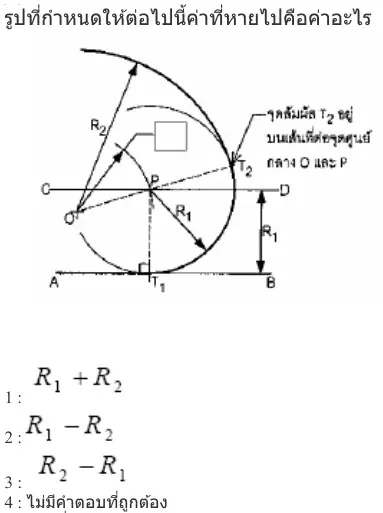 รูปที่กำหนดให้ต่อไปนี้ค่าที่หายไปคือค่าอะไร
จุดสัมผัส T₂ อยู่
บนเส้นที่ต่อจุดศูนย์
กลาง O และ P
R₂
T₂
C
P
D
O
R₁
R₁
A
T₁
B
1 : R₁ + R₂
2 : R₁ − R₂
3 : R₂ − R₁
4 : ไม่มีคำตอบที่ถูกต้อง